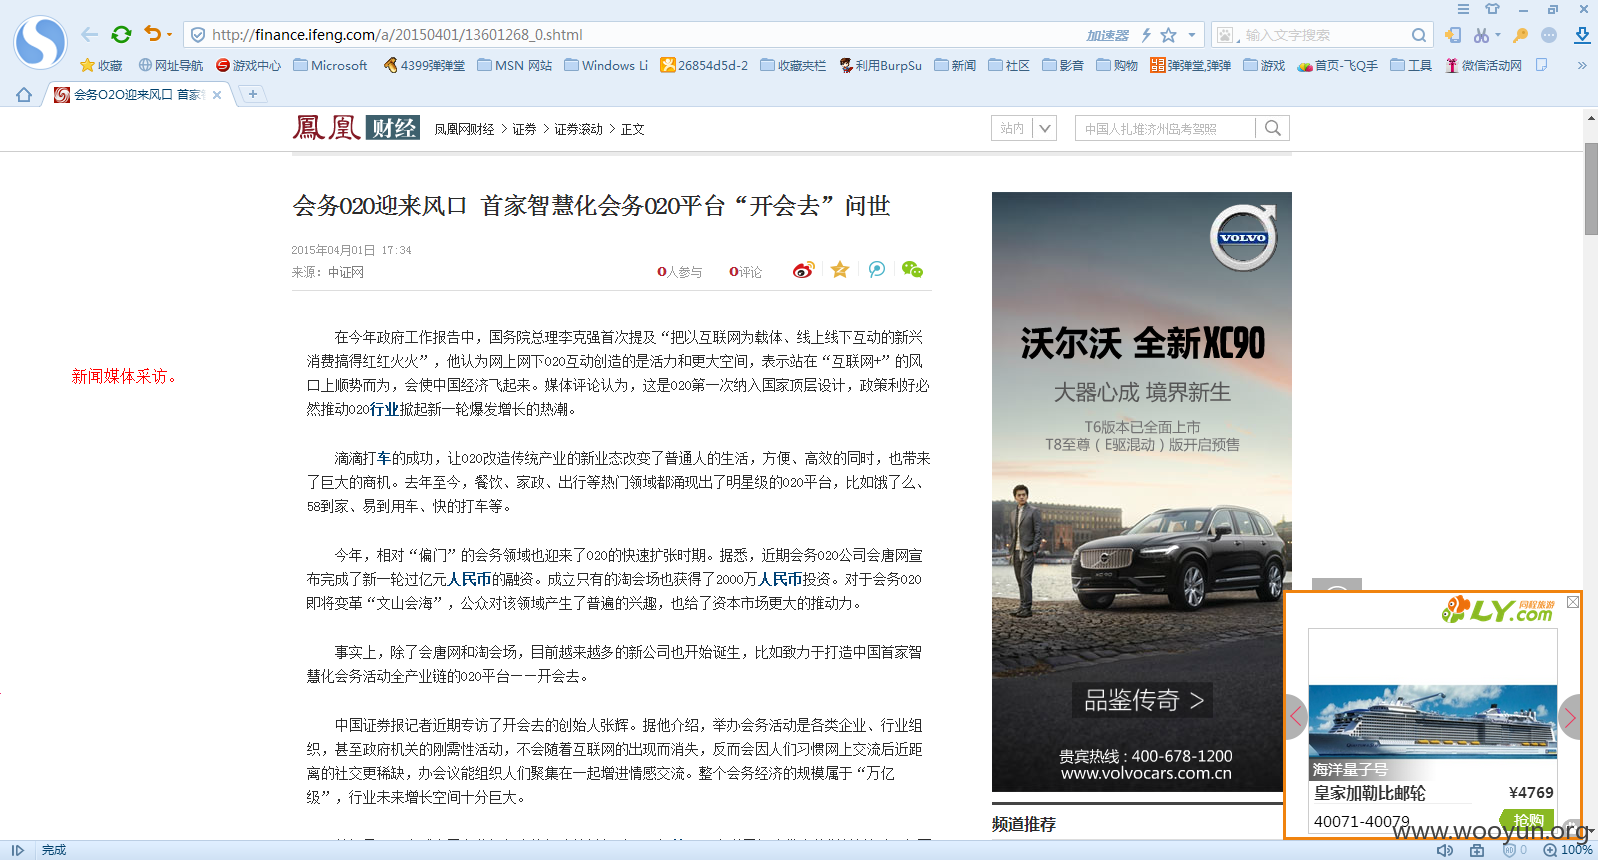 http://finance.ifeng.com/a/20150401/13601268_0.shtml
加速器
输入文字搜索
收藏
网址导航
游戏中心
Microsoft
4399弹弹堂
MSN 网站
Windows Li
26854d5d-2
收藏夹栏
利用BurpSu
新闻
社区
影音
购物
弹弹堂,弹弹
游戏
首页-飞Q手
工具
微信活动网
会务O2O迎来风口 首家
鳳凰 财经
凤凰网财经 > 证券 > 证券滚动 > 正文
站内
中国人扎堆济州岛考驾照
会务O2O迎来风口 首家智慧化会务O2O平台“开会去”问世
2015年04月01日 17:34
来源：中证网
0人参与
0评论
新闻媒体采访。
在今年政府工作报告中，国务院总理李克强首次提及“把以互联网为载体、线上线下互动的新兴
消费搞得红红火火”，他认为网上网下O2O互动创造的是活力和更大空间，表示站在“互联网+”的风
口上顺势而为，会使中国经济飞起来。媒体评论认为，这是O2O第一次纳入国家顶层设计，政策利好必
然推动O2O行业掀起新一轮爆发增长的热潮。
滴滴打车的成功，让O2O改造传统产业的新业态改变了普通人的生活，方便、高效的同时，也带来
了巨大的商机。去年至今，餐饮、家政、出行等热门领域都涌现出了明星级的O2O平台，比如饿了么、
58到家、易到用车、快的打车等。
今年，相对“偏门”的会务领域也迎来了O2O的快速扩张时期。据悉，近期会务O2O公司会唐网宣
布完成了新一轮过亿元人民币的融资。成立只有的淘会场也获得了2000万人民币投资。对于会务O2O
即将变革“文山会海”，公众对该领域产生了普遍的兴趣，也给了资本市场更大的推动力。
事实上，除了会唐网和淘会场，目前越来越多的新公司也开始诞生，比如致力于打造中国首家智
慧化会务活动全产业链的O2O平台——开会去。
中国证券报记者近期专访了开会去的创始人张辉。据他介绍，举办会务活动是各类企业、行业组
织，甚至政府机关的刚需性活动，不会随着互联网的出现而消失，反而会因人们习惯网上交流后近距
离的社交更稀缺，办会议能组织人们聚集在一起增进情感交流。整个会务经济的规模属于“万亿
级”，行业未来增长空间十分巨大。
VOLVO
沃尔沃 全新XC90
大器心成 境界新生
T6版本已全面上市
T8至尊（E驱混动）版开启预售
品鉴传奇 >
贵宾热线：400-678-1200
www.volvocars.com.cn
频道推荐
LY.com
同程旅游
海洋量子号
皇家加勒比邮轮
¥4769
40071-40079
抢购
www.wooyun.org
完成
0
100%